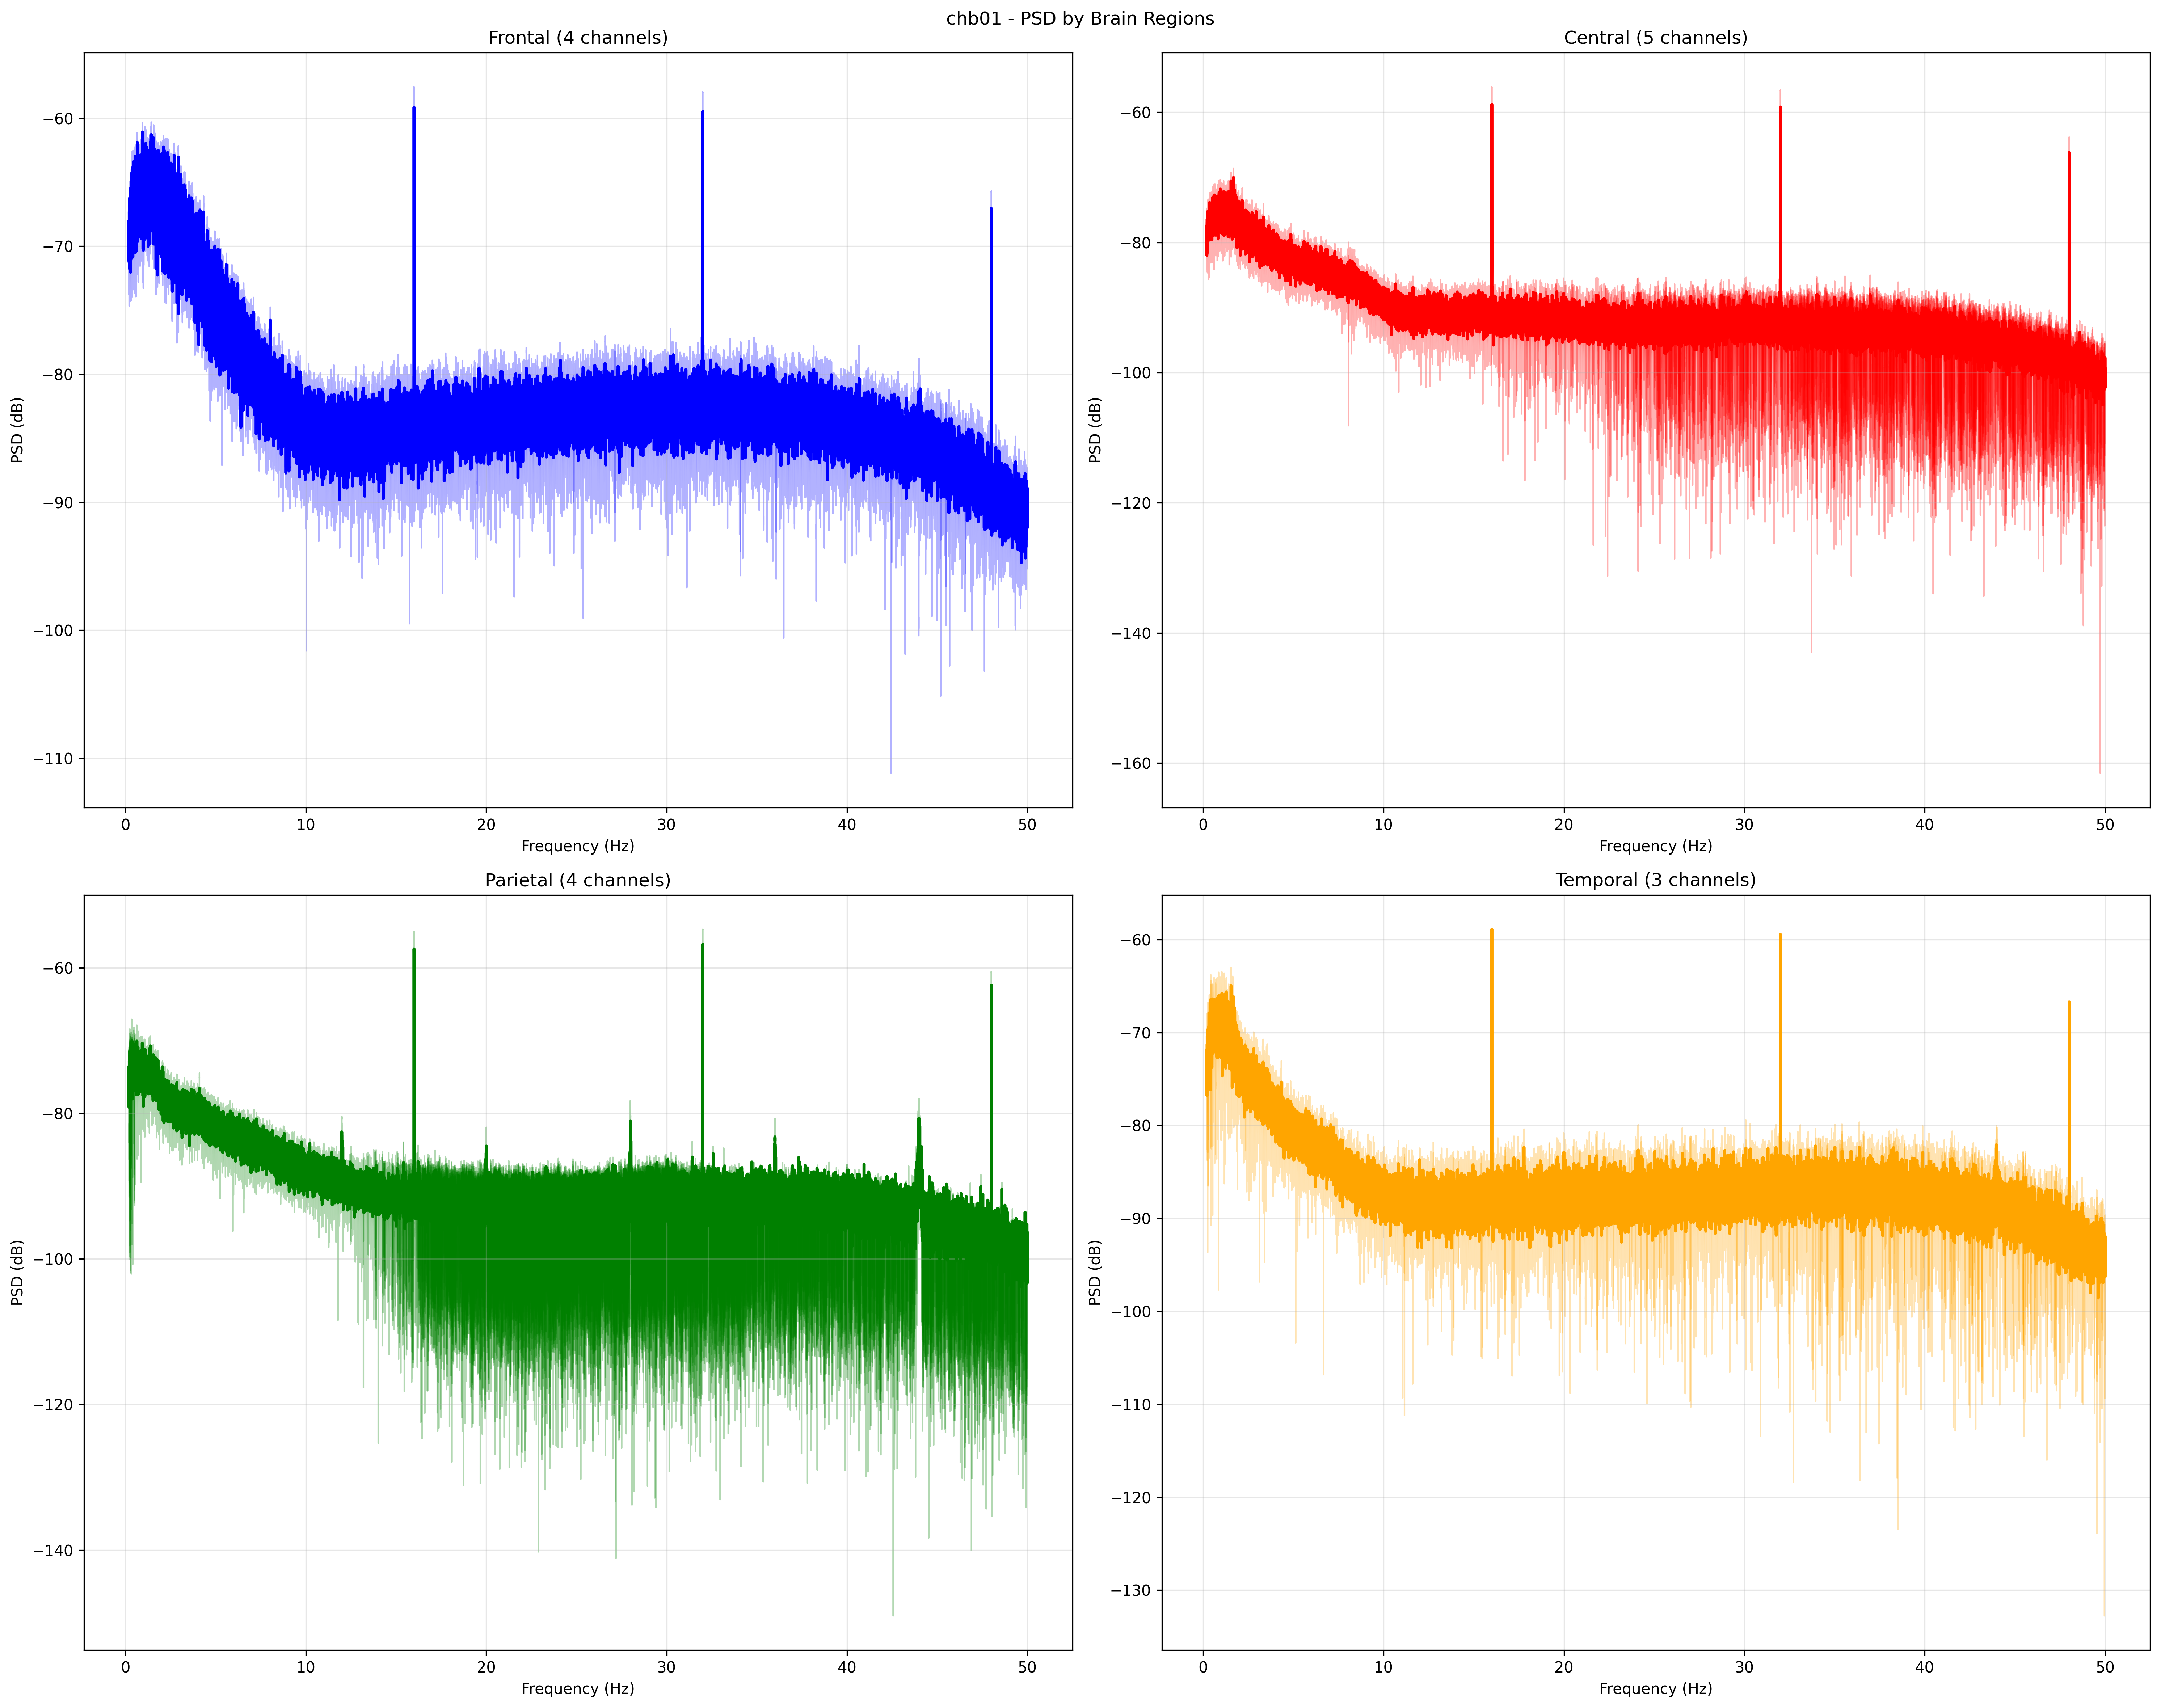 chb01 - PSD by Brain Regions
Frontal (4 channels)
PSD (dB)
−60
−70
−80
−90
−100
−110
0 10 20 30 40 50
Frequency (Hz)
Central (5 channels)
PSD (dB)
−60
−80
−100
−120
−140
−160
0 10 20 30 40 50
Frequency (Hz)
Parietal (4 channels)
PSD (dB)
−60
−80
−100
−120
−140
0 10 20 30 40 50
Frequency (Hz)
Temporal (3 channels)
PSD (dB)
−60
−70
−80
−90
−100
−110
−120
−130
0 10 20 30 40 50
Frequency (Hz)